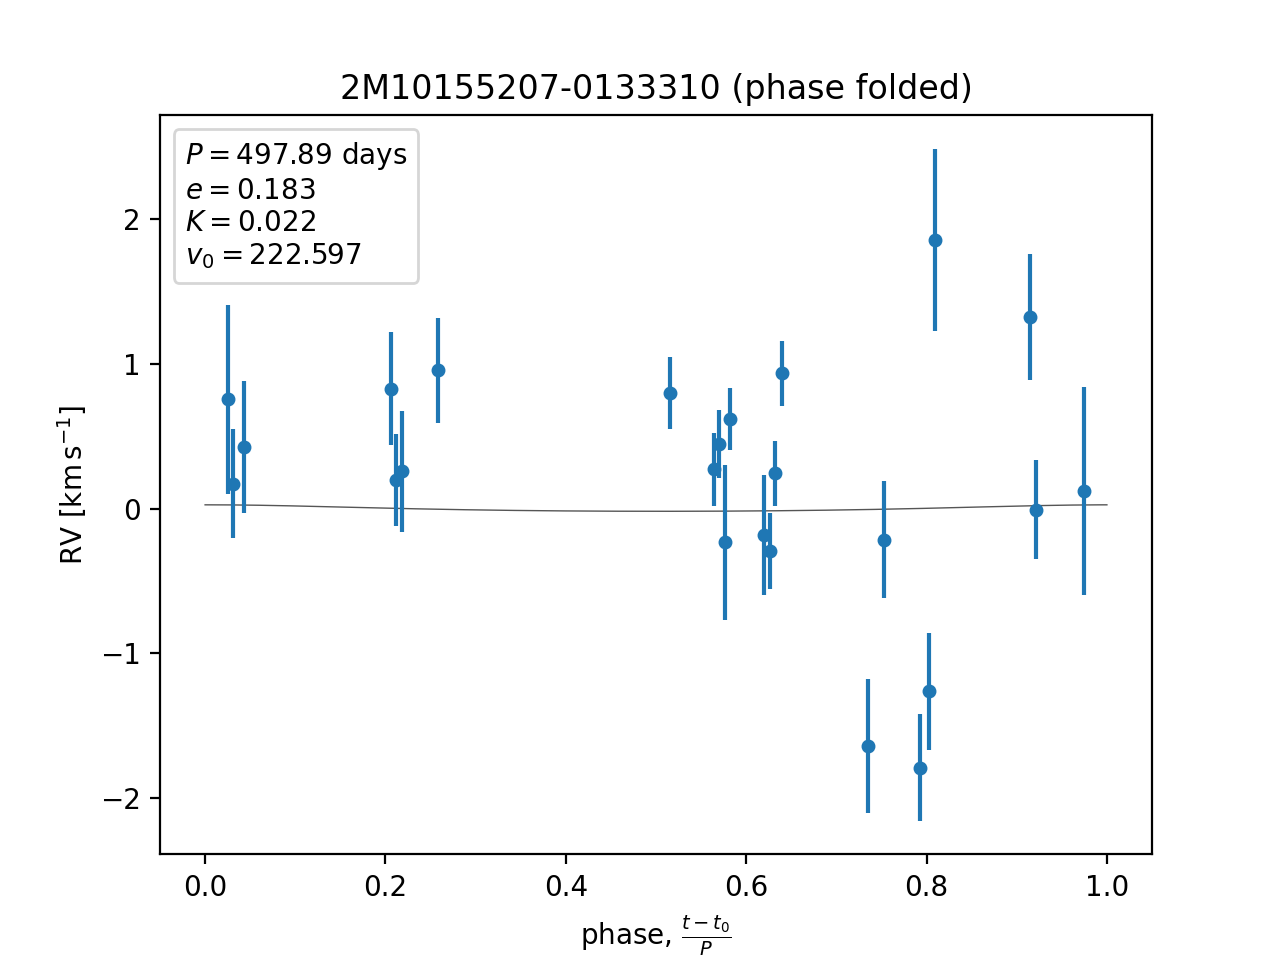 2M10155207-0133310 (phase folded)
P = 497.89 days
e = 0.183
K = 0.022
v₀ = 222.597
2
1
0
−1
−2
RV [km s⁻¹]
0.0 0.2 0.4 0.6 0.8 1.0
phase, (t − t₀)/P